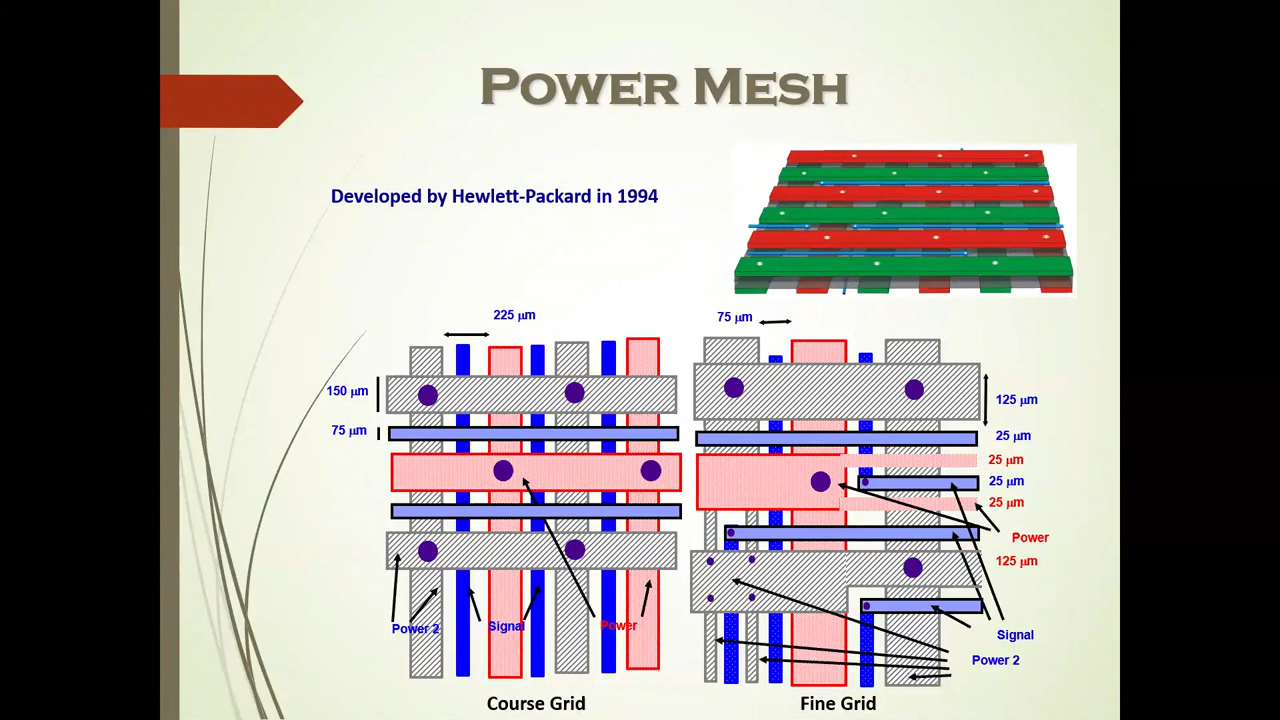 POWER MESH
Developed by Hewlett-Packard in 1994
225 μm
150 μm
75 μm
Power 2
Signal
Power
Course Grid
75 μm
125 μm
25 μm
25 μm
25 μm
25 μm
Power
125 μm
Signal
Power 2
Fine Grid